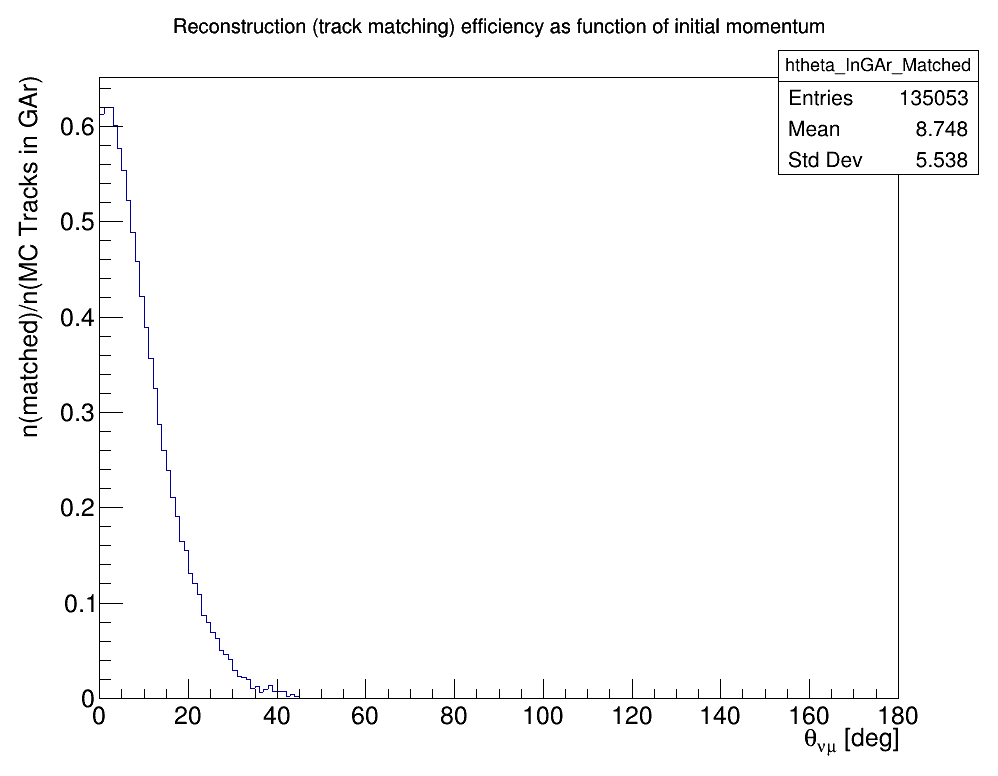 Reconstruction (track matching) efficiency as function of initial momentum
htheta_InGAr_Matched
Entries 135053
Mean 8.748
Std Dev 5.538
n(matched)/n(MC Tracks in GAr)
0.6
0.5
0.4
0.3
0.2
0.1
0
0 20 40 60 80 100 120 140 160 180
θνμ [deg]